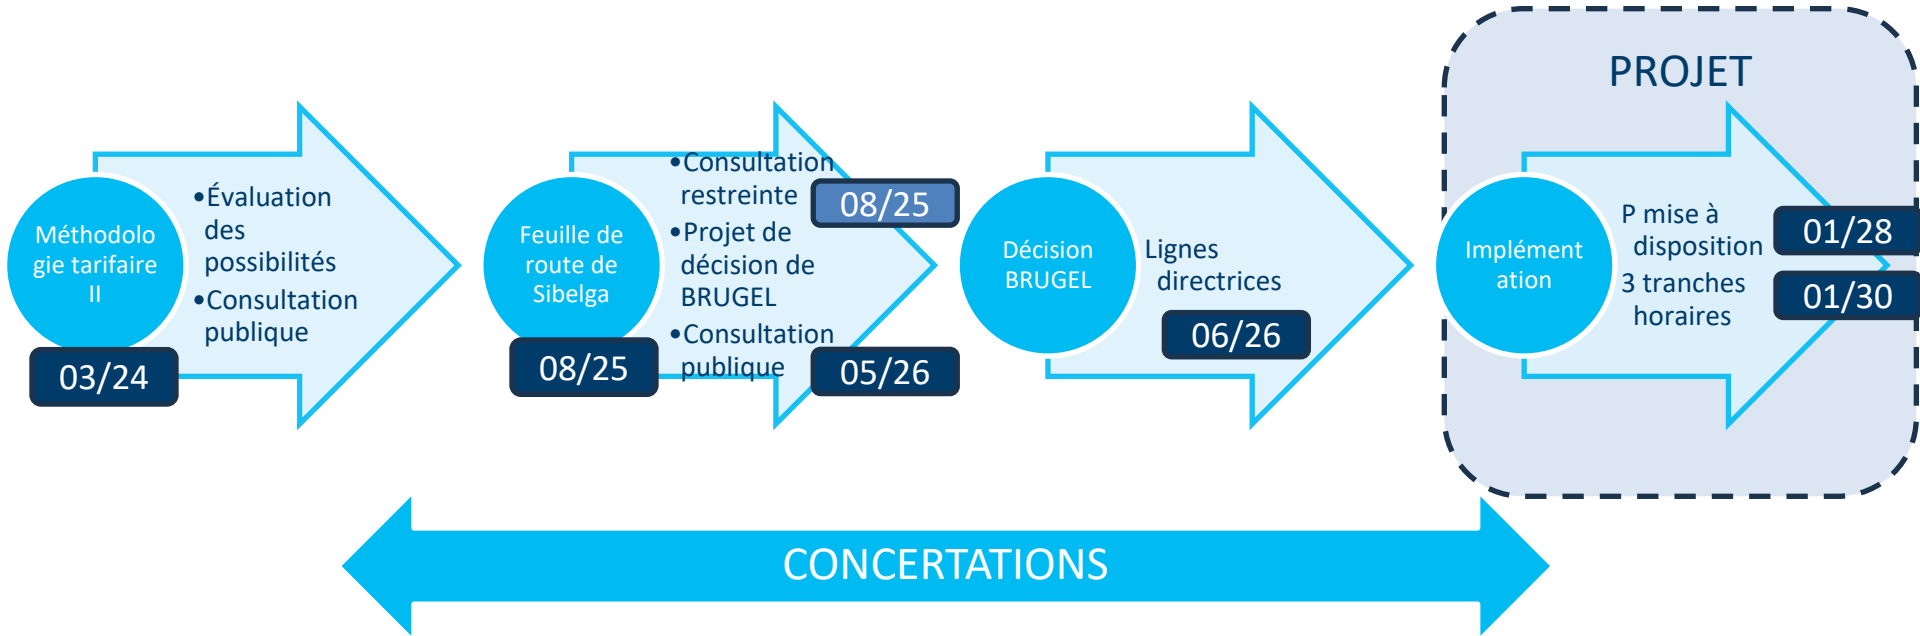 Méthodolo
gie tarifaire
II
03/24
•Évaluation
des
possibilités
•Consultation
publique
Feuille de
route de
Sibelga
08/25
•Consultation
restreinte
08/25
•Projet de
décision de
BRUGEL
•Consultation
publique
05/26
Décision
BRUGEL
Lignes
directrices
06/26
PROJET
Implément
ation
P mise à
disposition
01/28
3 tranches
horaires
01/30
CONCERTATIONS